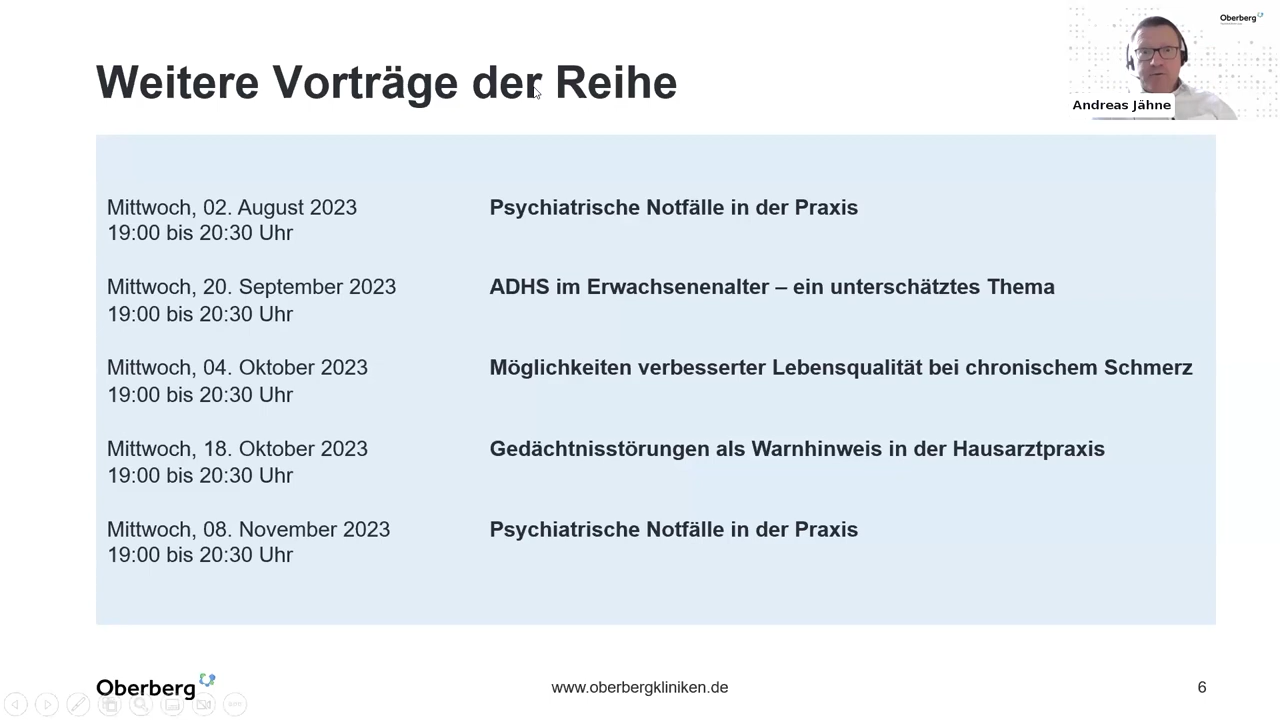 Oberberg
Weitere Vorträge der Reihe
Andreas Jähne
Mittwoch, 02. August 2023 Psychiatrische Notfälle in der Praxis
19:00 bis 20:30 Uhr
Mittwoch, 20. September 2023 ADHS im Erwachsenenalter – ein unterschätztes Thema
19:00 bis 20:30 Uhr
Mittwoch, 04. Oktober 2023 Möglichkeiten verbesserter Lebensqualität bei chronischem Schmerz
19:00 bis 20:30 Uhr
Mittwoch, 18. Oktober 2023 Gedächtnisstörungen als Warnhinweis in der Hausarztpraxis
19:00 bis 20:30 Uhr
Mittwoch, 08. November 2023 Psychiatrische Notfälle in der Praxis
19:00 bis 20:30 Uhr
Oberberg www.oberbergkliniken.de 6